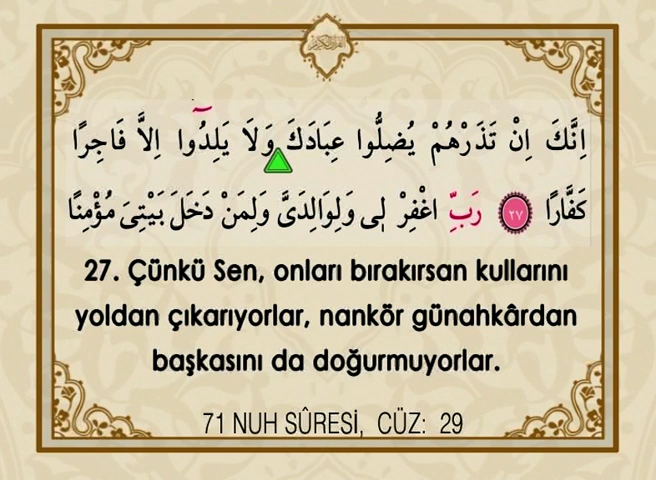 اِنَّكَ اِنْ تَذَرْهُمْ يُضِلُّوا عِبَادَكَ وَلَا يَلِدُٓوا اِلَّا فَاجِرًا
كَفَّارًا ﴿٢٧﴾ رَبِّ اغْفِرْ ل۪ى وَلِوَالِدَىَّ وَلِمَنْ دَخَلَ بَيْتِىَ مُؤْمِنًا
27. Çünkü Sen, onları bırakırsan kullarını
yoldan çıkarıyorlar, nankör günahkârdan
başkasını da doğurmuyorlar.
71 NUH SÛRESİ, CÜZ: 29